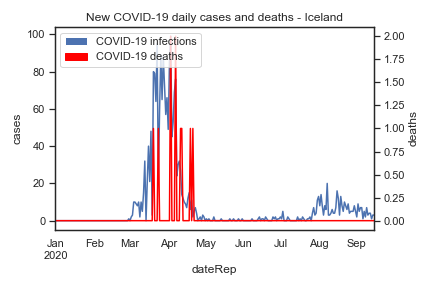 New COVID-19 daily cases and deaths - Iceland
COVID-19 infections
COVID-19 deaths
100
80
60
40
20
0
cases
2.00
1.75
1.50
1.25
1.00
0.75
0.50
0.25
0.00
deaths
Jan Feb Mar Apr May Jun Jul Aug Sep
2020
dateRep